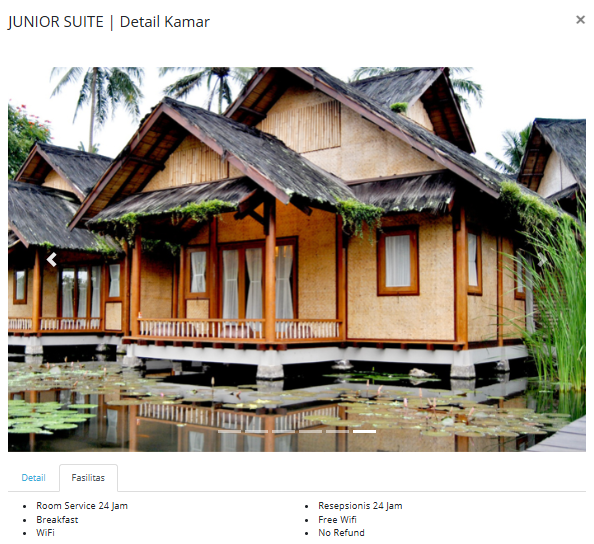 JUNIOR SUITE | Detail Kamar ×
Detail Fasilitas
Room Service 24 Jam
Breakfast
WiFi
Resepsionis 24 Jam
Free Wifi
No Refund